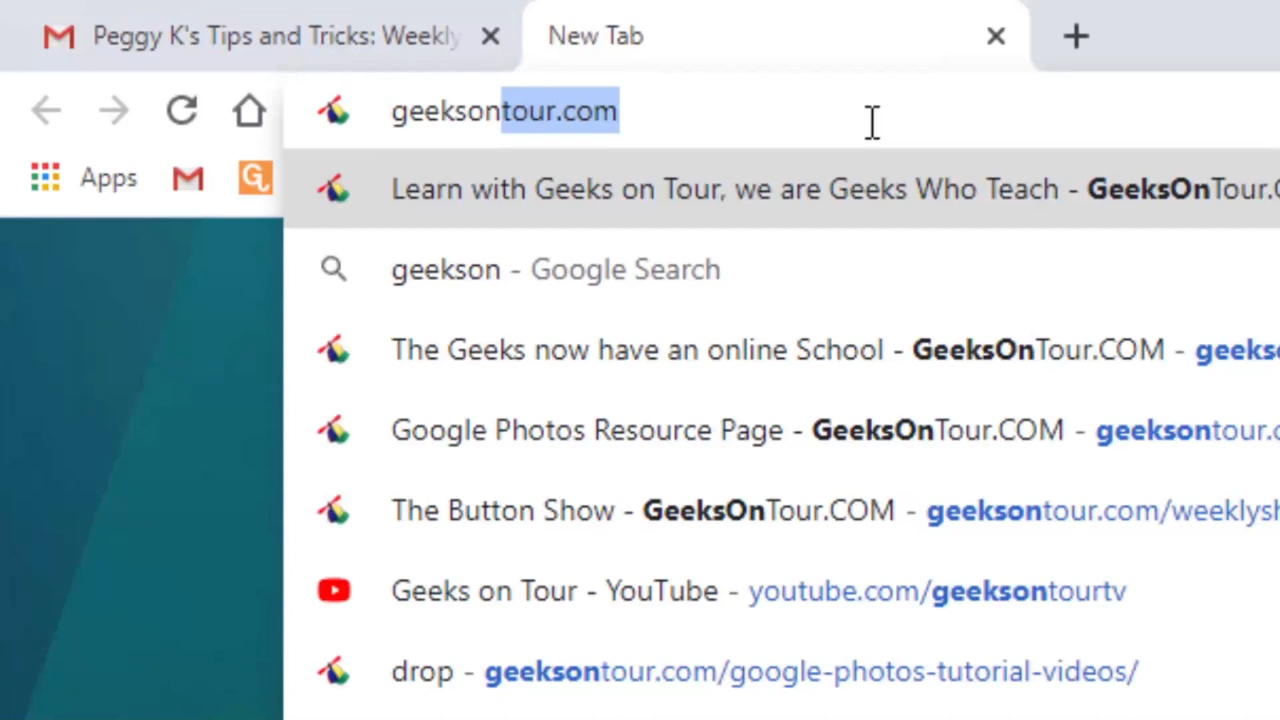 Peggy K's Tips and Tricks: Weekly
New Tab
geeksontour.com
Apps
Learn with Geeks on Tour, we are Geeks Who Teach - GeeksOnTour.C
geekson - Google Search
The Geeks now have an online School - GeeksOnTour.COM - geekso
Google Photos Resource Page - GeeksOnTour.COM - geeksontour.c
The Button Show - GeeksOnTour.COM - geeksontour.com/weeklysh
Geeks on Tour - YouTube - youtube.com/geeksontourtv
drop - geeksontour.com/google-photos-tutorial-videos/